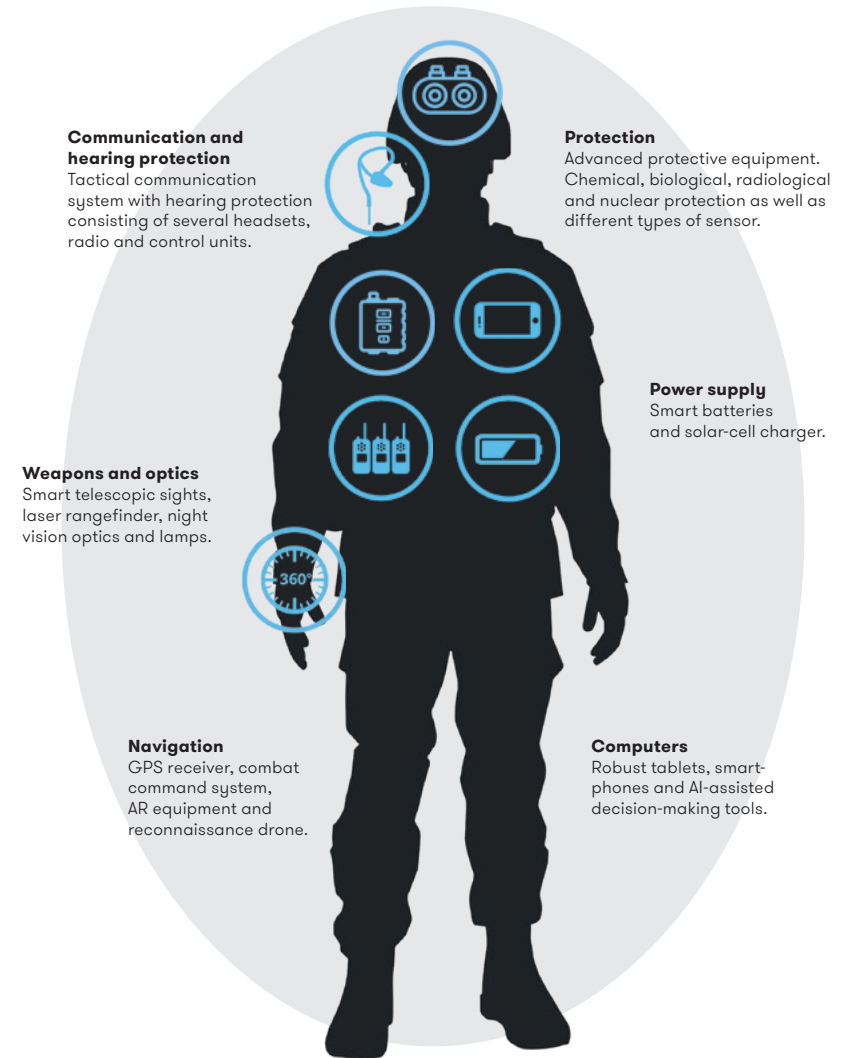 Communication and
hearing protection
Tactical communication
system with hearing protection
consisting of several headsets,
radio and control units.
Protection
Advanced protective equipment.
Chemical, biological, radiological
and nuclear protection as well as
different types of sensor.
Power supply
Smart batteries
and solar-cell charger.
Weapons and optics
Smart telescopic sights,
laser rangefinder, night
vision optics and lamps.
360°
Navigation
GPS receiver, combat
command system,
AR equipment and
reconnaissance drone.
Computers
Robust tablets, smart-
phones and AI-assisted
decision-making tools.